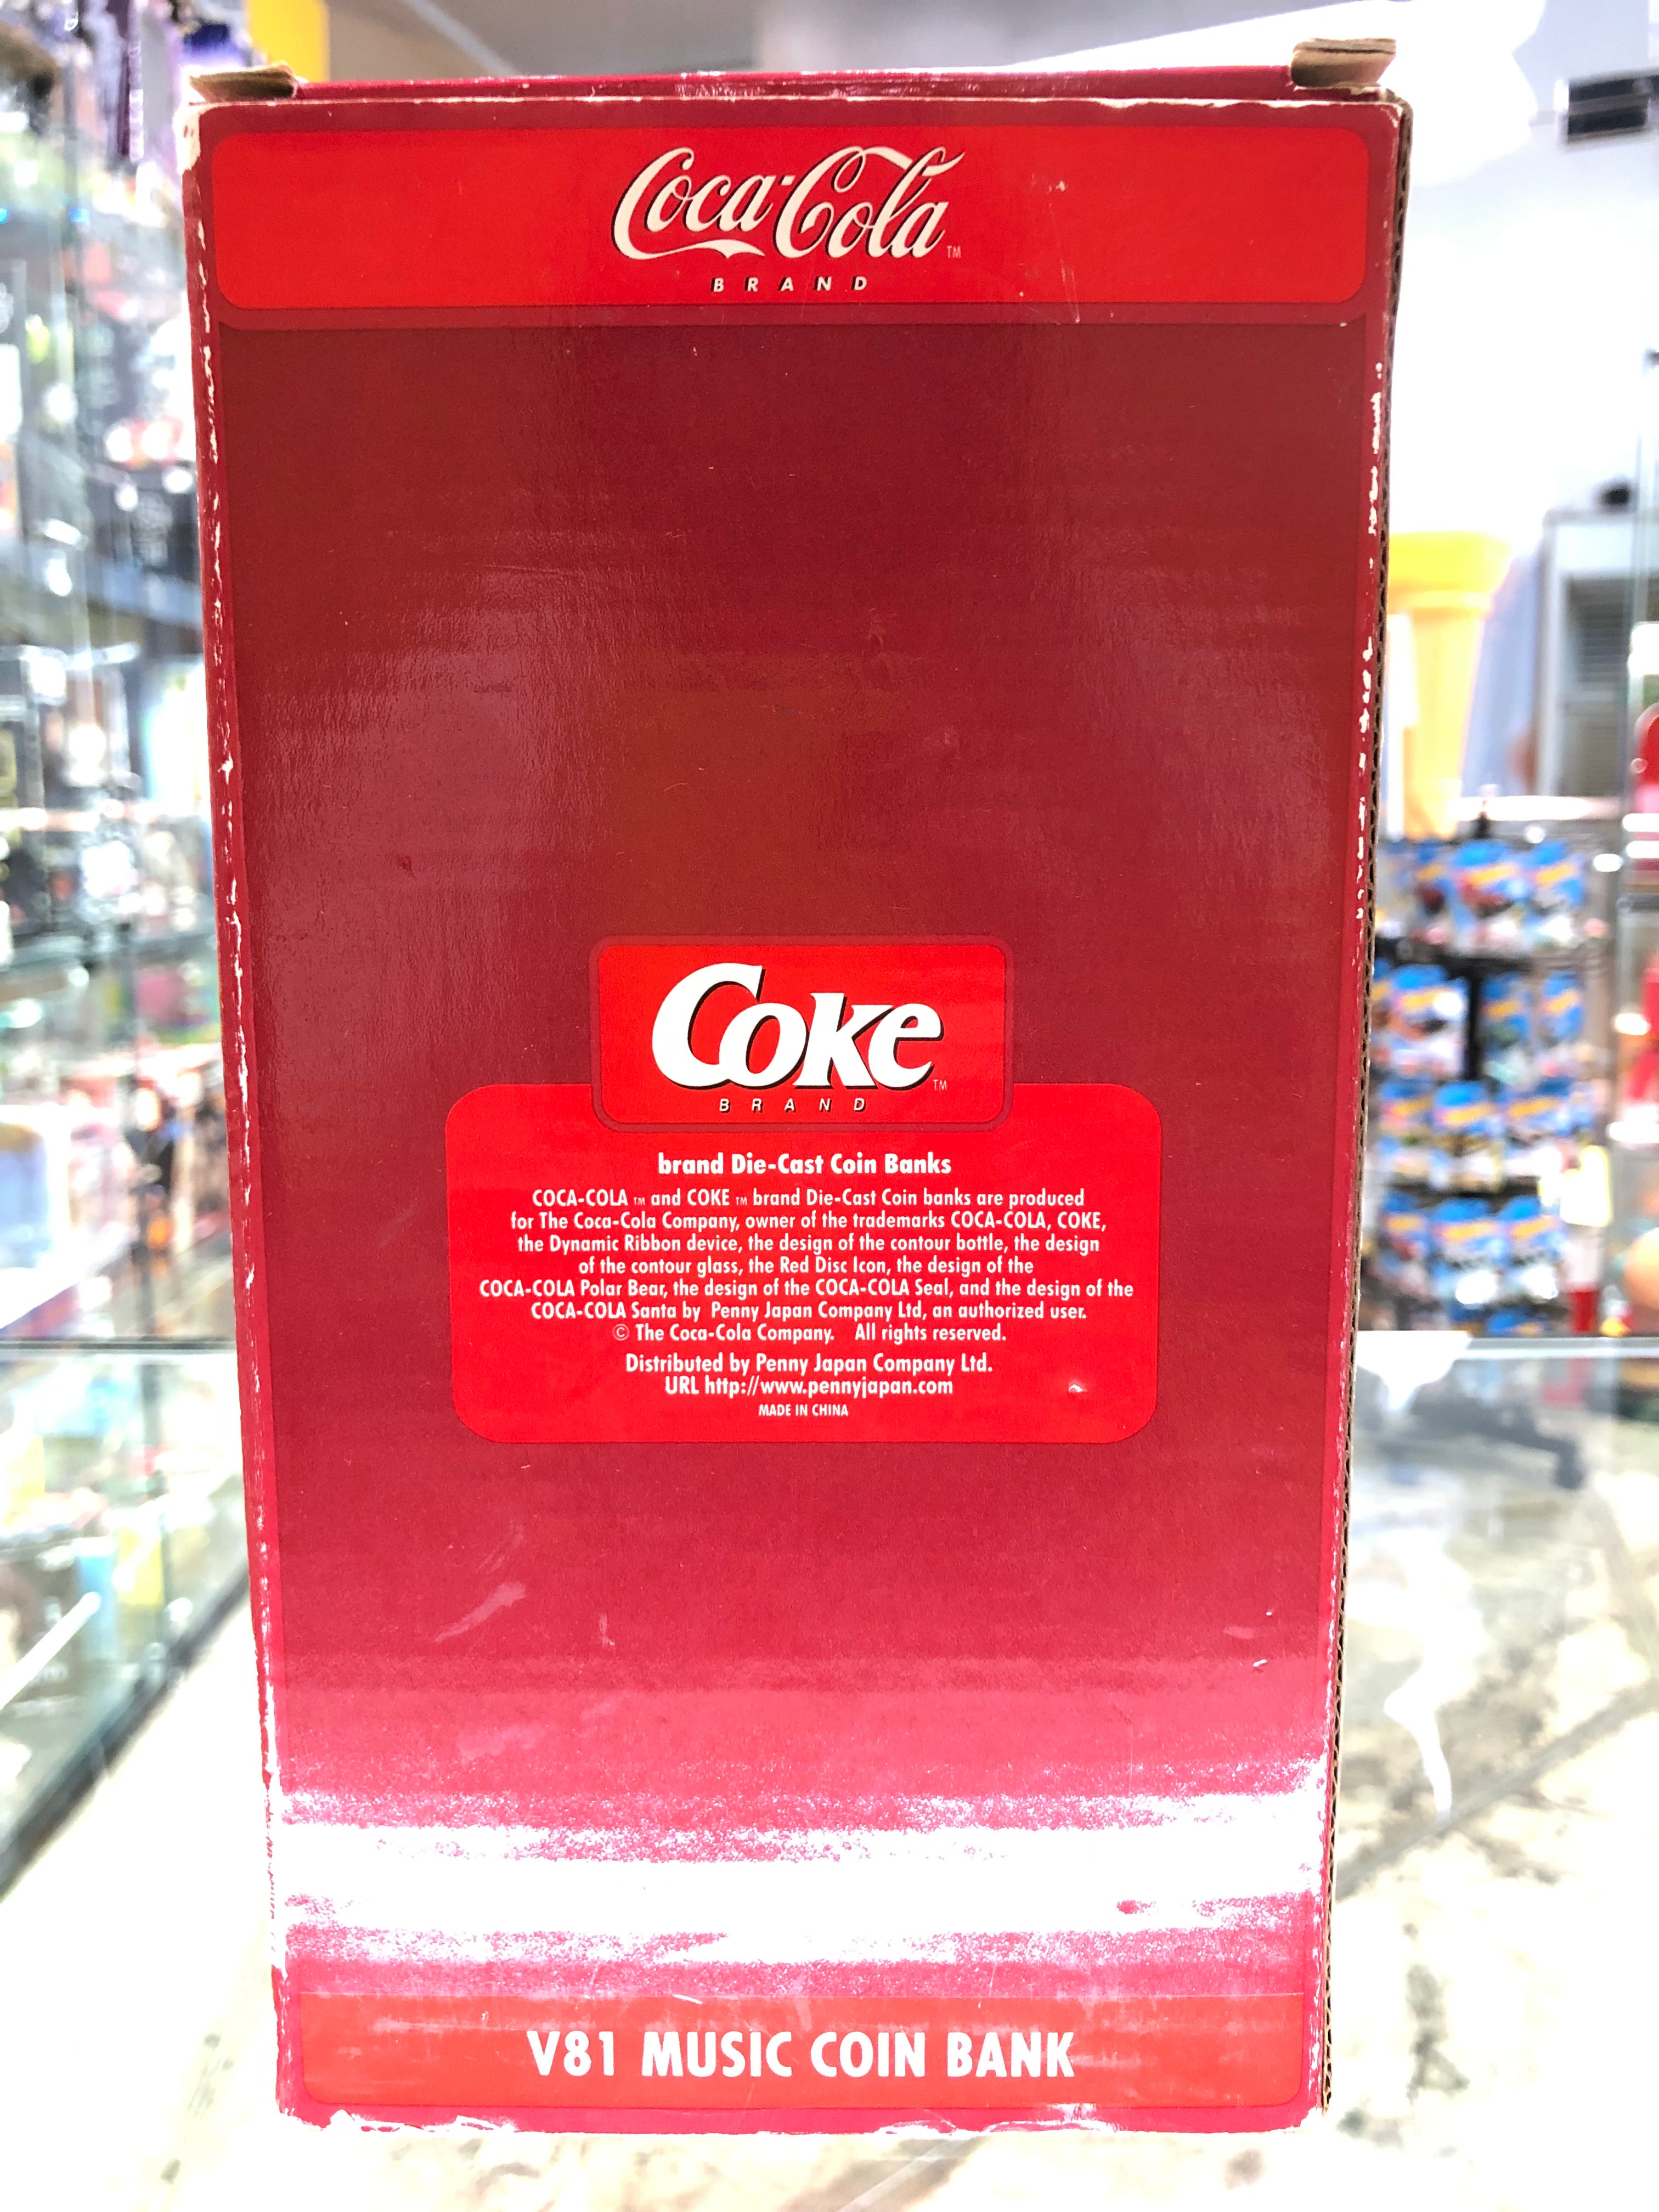 Coca-Cola TM
BRAND
Coke TM
BRAND
brand Die-Cast Coin Banks
COCA-COLA TM and COKE TM brand Die-Cast Coin banks are produced
for The Coca-Cola Company, owner of the trademarks COCA-COLA, COKE,
the Dynamic Ribbon device, the design of the contour bottle, the design
of the contour glass, the Red Disc Icon, the design of the
COCA-COLA Polar Bear, the design of the COCA-COLA Seal, and the design of the
COCA-COLA Santa by Penny Japan Company Ltd, an authorized user.
© The Coca-Cola Company. All rights reserved.
Distributed by Penny Japan Company Ltd.
URL http://www.pennyjapan.com
MADE IN CHINA
V81 MUSIC COIN BANK